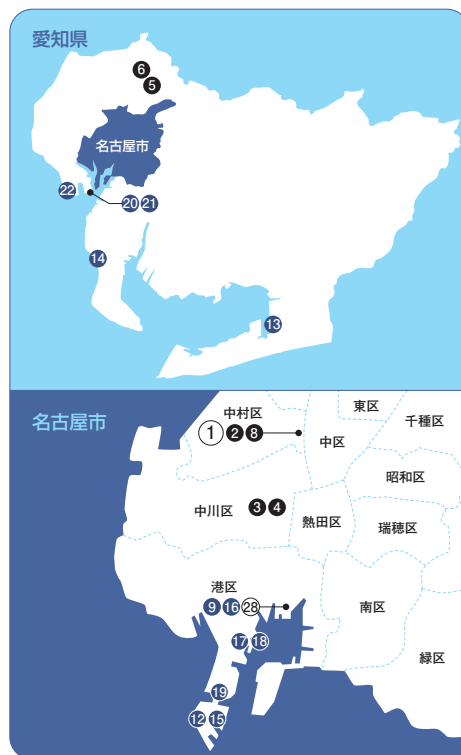 愛知県
6
5
名古屋市
22
20 21
14
13
名古屋市
東区
中村区
千種区
1 2 8
中区
昭和区
3 4
中川区
熱田区
瑞穂区
港区
9 16 28
南区
17 18
緑区
19
12 15